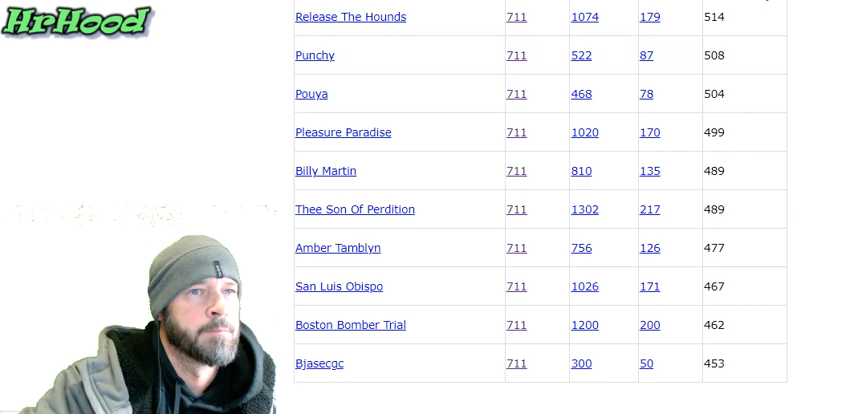 HrHood
Release The Hounds 711 1074 179 514
Punchy 711 522 87 508
Pouya 711 468 78 504
Pleasure Paradise 711 1020 170 499
Billy Martin 711 810 135 489
Thee Son Of Perdition 711 1302 217 489
Amber Tamblyn 711 756 126 477
San Luis Obispo 711 1026 171 467
Boston Bomber Trial 711 1200 200 462
Bjasecgc 711 300 50 453